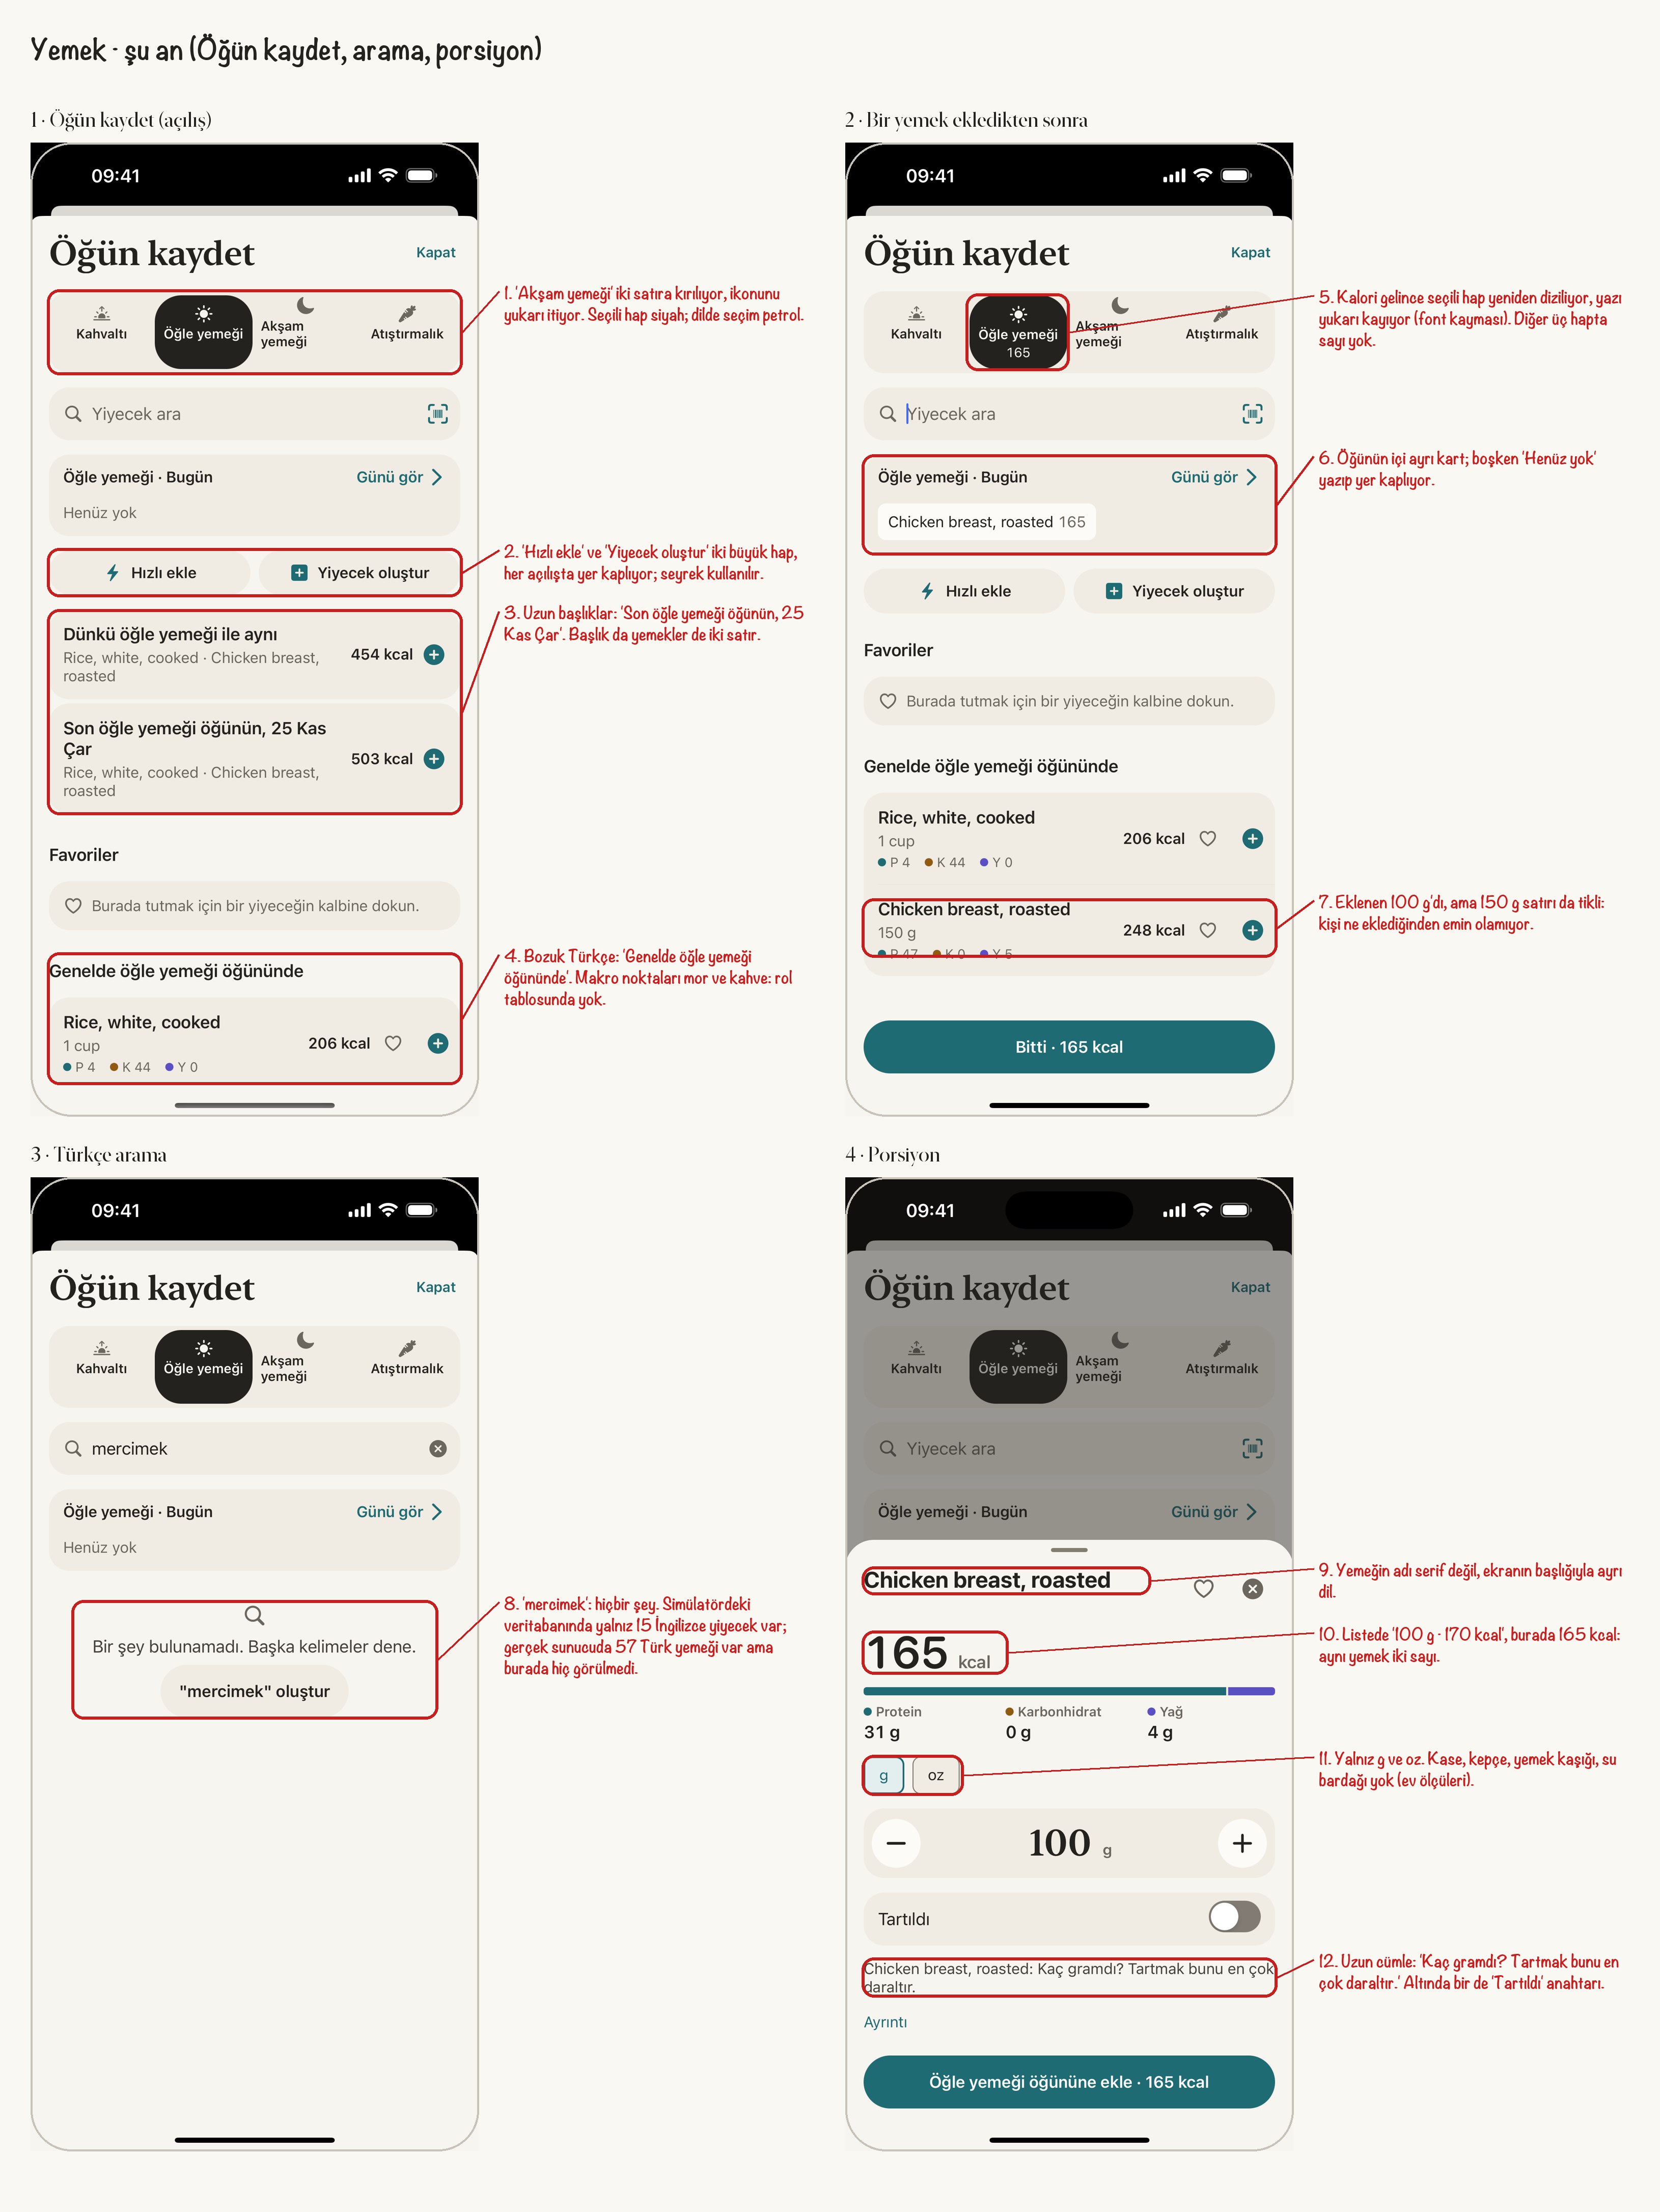 Yemek - şu an (Öğün kaydet, arama, porsiyon)
1 · Öğün kaydet (açılış)
09:41
Öğün kaydet
Kapat
Kahvaltı
Öğle yemeği
Akşam
yemeği
Atıştırmalık
Yiyecek ara
Öğle yemeği · Bugün
Günü gör
Henüz yok
Hızlı ekle
Yiyecek oluştur
Dünkü öğle yemeği ile aynı
Rice, white, cooked · Chicken breast,
roasted
454 kcal
Son öğle yemeği öğünün, 25 Kas
Çar
Rice, white, cooked · Chicken breast,
roasted
503 kcal
Favoriler
Burada tutmak için bir yiyeceğin kalbine dokun.
Genelde öğle yemeği öğününde
Rice, white, cooked
1 cup
P 4 K 44 Y 0
206 kcal
1. 'Akşam yemeği' iki satıra kırılıyor, ikonunu
yukarı itiyor. Seçili hap siyah; dilde seçim petrol.
2. 'Hızlı ekle' ve 'Yiyecek oluştur' iki büyük hap,
her açılışta yer kaplıyor; seyrek kullanılır.
3. Uzun başlıklar: 'Son öğle yemeği öğünün, 25
Kas Çar'. Başlık da yemekler de iki satır.
4. Bozuk Türkçe: 'Genelde öğle yemeği
öğününde'. Makro noktaları mor ve kahve: rol
tablosunda yok.
2 · Bir yemek ekledikten sonra
09:41
Öğün kaydet
Kapat
Kahvaltı
Öğle yemeği
165
Akşam
yemeği
Atıştırmalık
Yiyecek ara
Öğle yemeği · Bugün
Günü gör
Chicken breast, roasted 165
Hızlı ekle
Yiyecek oluştur
Favoriler
Burada tutmak için bir yiyeceğin kalbine dokun.
Genelde öğle yemeği öğününde
Rice, white, cooked
1 cup
P 4 K 44 Y 0
206 kcal
Chicken breast, roasted
150 g
P 47 K 0 Y 5
248 kcal
Bitti · 165 kcal
5. Kalori gelince seçili hap yeniden diziliyor, yazı
yukarı kayıyor (font kayması). Diğer üç hapta
sayı yok.
6. Öğünün içi ayrı kart; boşken 'Henüz yok'
yazıp yer kaplıyor.
7. Eklenen 100 g'dı, ama 150 g satırı da tikli:
kişi ne eklediğinden emin olamıyor.
3 · Türkçe arama
09:41
Öğün kaydet
Kapat
Kahvaltı
Öğle yemeği
Akşam
yemeği
Atıştırmalık
mercimek
Öğle yemeği · Bugün
Günü gör
Henüz yok
Bir şey bulunamadı. Başka kelimeler dene.
"mercimek" oluştur
8. 'mercimek': hiçbir şey. Simülatördeki
veritabanında yalnız 15 İngilizce yiyecek var;
gerçek sunucuda 57 Türk yemeği var ama
burada hiç görülmedi.
4 · Porsiyon
09:41
Öğün kaydet
Kapat
Kahvaltı
Öğle yemeği
Akşam
yemeği
Atıştırmalık
Yiyecek ara
Öğle yemeği · Bugün
Günü gör
Chicken breast, roasted
165 kcal
Protein
31 g
Karbonhidrat
0 g
Yağ
4 g
g
oz
100 g
Tartıldı
Chicken breast, roasted: Kaç gramdı? Tartmak bunu en çok
daraltır.
Ayrıntı
Öğle yemeği öğününe ekle · 165 kcal
9. Yemeğin adı serif değil, ekranın başlığıyla ayrı
dil.
10. Listede '100 g · 170 kcal', burada 165 kcal:
aynı yemek iki sayı.
11. Yalnız g ve oz. Kase, kepçe, yemek kaşığı, su
bardağı yok (ev ölçüleri).
12. Uzun cümle: 'Kaç gramdı? Tartmak bunu en
çok daraltır.' Altında bir de 'Tartıldı' anahtarı.